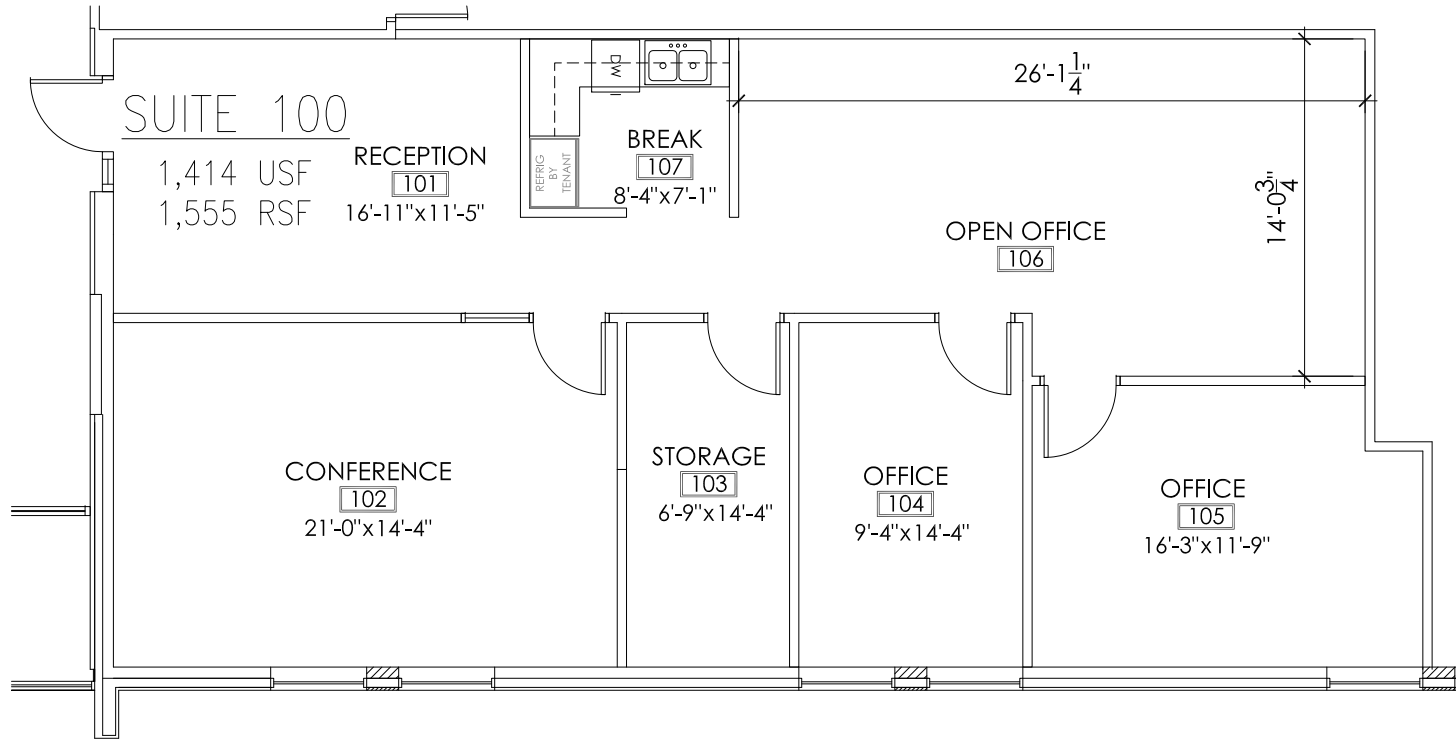 SUITE 100
1,414 USF
1,555 RSF
RECEPTION
101
16'-11"x11'-5"
DW
REFRIG
BY
TENANT
BREAK
107
8'-4"x7'-1"
26'-1 1/4"
14'-0 3/4"
OPEN OFFICE
106
CONFERENCE
102
21'-0"x14'-4"
STORAGE
103
6'-9"x14'-4"
OFFICE
104
9'-4"x14'-4"
OFFICE
105
16'-3"x11'-9"